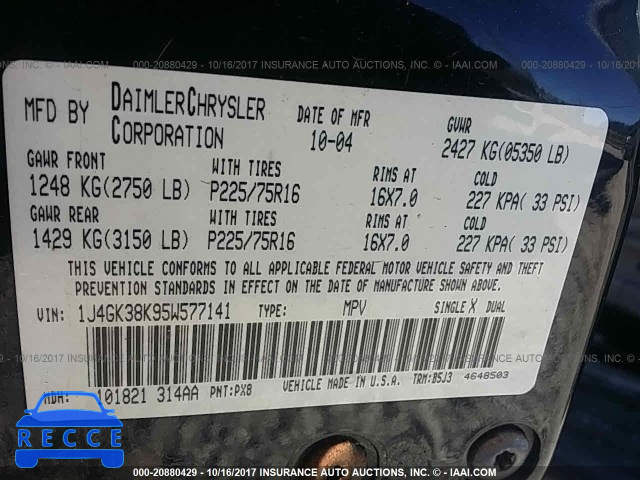 000-20880429 - 10/16/2017 INSURANCE AUTO AUCTIONS, INC. - © IAAI.COM
MFD BY DAIMLERCHRYSLER CORPORATION DATE OF MFR 10-04 GVWR 2427 KG(05350 LB)
GAWR FRONT WITH TIRES RIMS AT COLD
1248 KG(2750 LB) P225/75R16 16X7.0 227 KPA( 33 PSI)
GAWR REAR WITH TIRES RIMS AT COLD
1429 KG(3150 LB) P225/75R16 16X7.0 227 KPA( 33 PSI)
THIS VEHICLE CONFORMS TO ALL APPLICABLE FEDERAL MOTOR VEHICLE SAFETY AND THEFT
PREVENTION STANDARDS IN EFFECT ON THE DATE OF MANUFACTURE SHOWN ABOVE.
VIN: 1J4GK38K95W577141 TYPE: MPV SINGLE X DUAL
MDH: 101821 314AA PNT:PX8 VEHICLE MADE IN U.S.A. TRM:B5J3 4648503
RECCE
000-20880429 - 10/16/2017 INSURANCE AUTO AUCTIONS, INC. - © IAAI.COM